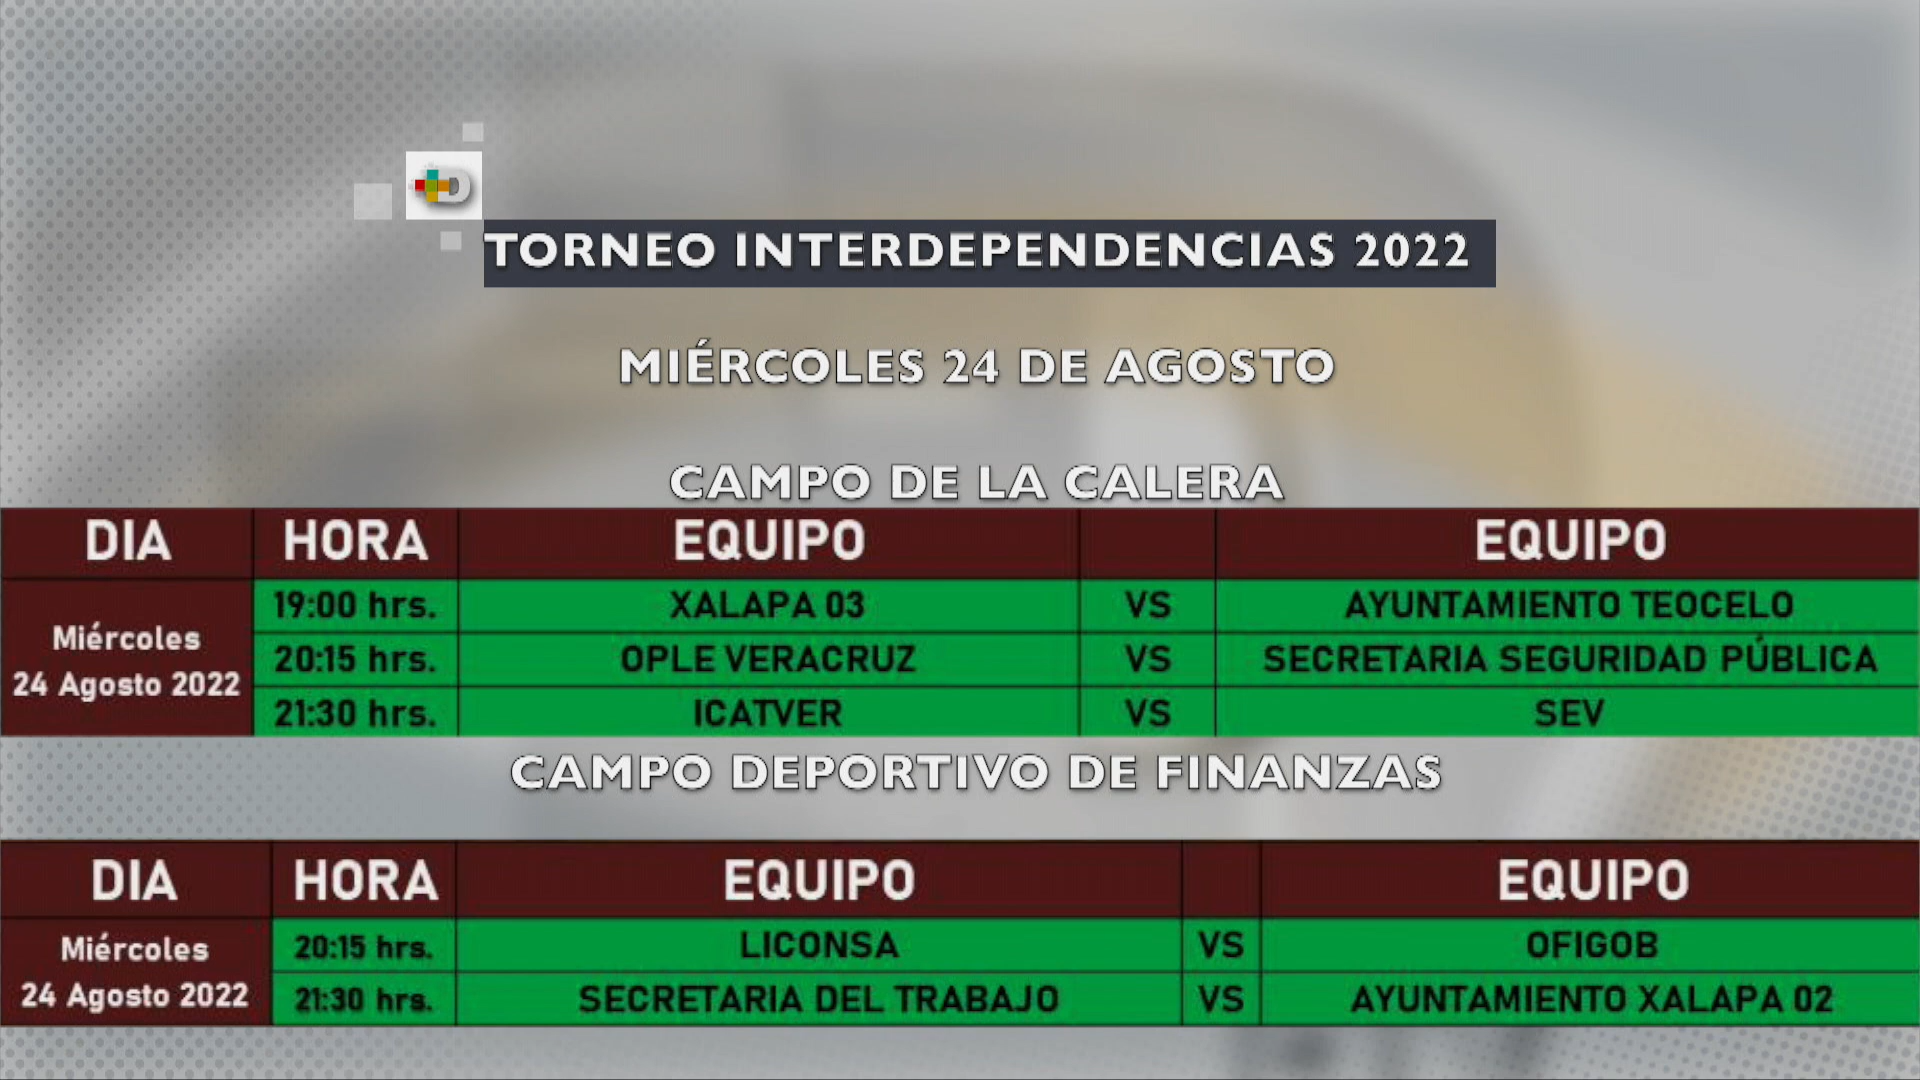 D
TORNEO INTERDEPENDENCIAS 2022
MIÉRCOLES 24 DE AGOSTO
CAMPO DE LA CALERA
DIA HORA EQUIPO EQUIPO
Miércoles 24 Agosto 2022
19:00 hrs. XALAPA 03 VS AYUNTAMIENTO TEOCELO
20:15 hrs. OPLE VERACRUZ VS SECRETARIA SEGURIDAD PÚBLICA
21:30 hrs. ICATVER VS SEV
CAMPO DEPORTIVO DE FINANZAS
DIA HORA EQUIPO EQUIPO
Miércoles 24 Agosto 2022
20:15 hrs. LICONSA VS OFIGOB
21:30 hrs. SECRETARIA DEL TRABAJO VS AYUNTAMIENTO XALAPA 02